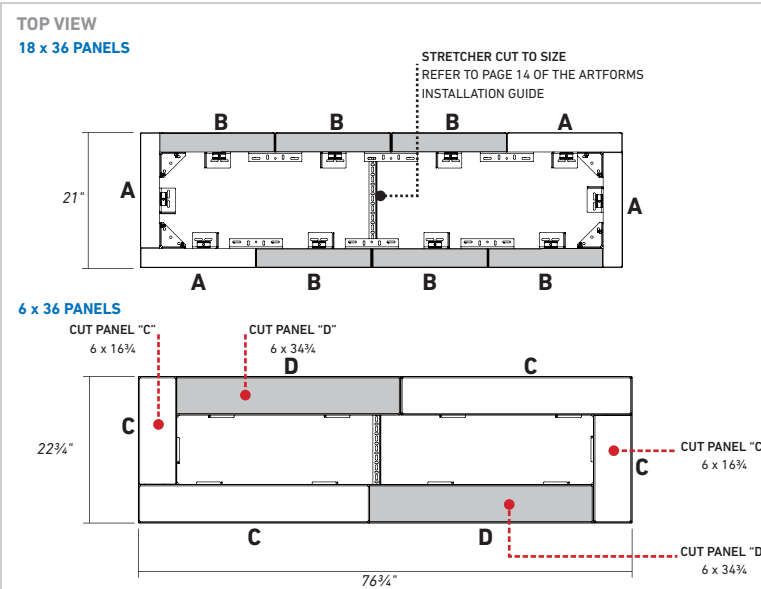 TOP VIEW
18 x 36 PANELS
STRETCHER CUT TO SIZE
REFER TO PAGE 14 OF THE ARTFORMS
INSTALLATION GUIDE
B B B A
21"
A A
A B B B
6 x 36 PANELS
CUT PANEL “C”
6 x 16¾
CUT PANEL “D”
6 x 34¾
D C
C
22¾"
CUT PANEL “C
C
6 x 16¾
C D
CUT PANEL “D
6 x 34¾
76¾"